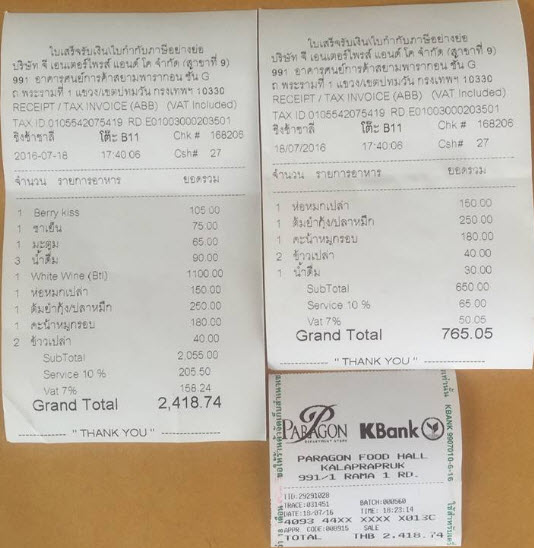 ใบเสร็จรับเงิน/ใบกำกับภาษีอย่างย่อ
บริษัท จี เอนเตอร์ไพรส์ แอนด์ โค จำกัด (สาขาที่ 9)
991 อาคารศูนย์การค้าสยามพารากอน ชั้น G
ถ.พระรามที่ 1 แขวง/เขตปทุมวัน กรุงเทพฯ 10330
RECEIPT / TAX INVOICE (ABB) (VAT Included)
TAX ID.0105542075419 RD E01003000203501
ชิงช้าชาลี โต๊ะ B11 Chk # 168206
2016-07-18 17:40:06 Csh# 27
จำนวน รายการอาหาร ยอดรวม
1 Berry kiss 105.00
1 ชาเย็น 75.00
1 มะตูม 65.00
3 น้ำดื่ม 90.00
1 White Wine (Btl) 1100.00
1 ห่อหมกเปล่า 150.00
1 ต้มยำกุ้ง/ปลาหมึก 250.00
1 คะน้าหมูกรอบ 180.00
2 ข้าวเปล่า 40.00
SubTotal 2,055.00
Service 10 % 205.50
Vat 7% 158.24
Grand Total 2,418.74
" THANK YOU "
ใบเสร็จรับเงิน/ใบกำกับภาษีอย่างย่อ
บริษัท จี เอนเตอร์ไพรส์ แอนด์ โค จำกัด (สาขาที่ 9)
991 อาคารศูนย์การค้าสยามพารากอน ชั้น G
ถ.พระรามที่ 1 แขวง/เขตปทุมวัน กรุงเทพฯ 10330
RECEIPT / TAX INVOICE (ABB) (VAT Included)
TAX ID.0105542075419 RD E01003000203501
ชิงช้าชาลี โต๊ะ B11 Chk # 168206
18/07/2016 17:40:06 Csh# 27
จำนวน รายการอาหาร ยอดรวม
1 ห่อหมกเปล่า 150.00
1 ต้มยำกุ้ง/ปลาหมึก 250.00
1 คะน้าหมูกรอบ 180.00
2 ข้าวเปล่า 40.00
1 น้ำดื่ม 30.00
SubTotal 650.00
Service 10 % 65.00
Vat 7% 50.05
Grand Total 765.05
" THANK YOU "
PARAGON
DEPARTMENT STORE
KBank
PARAGON FOOD HALL
KALAPRAPRUK
991/1 RAMA 1 RD.
TID:29291028 BATCH:000560
TRACE:031451
DATE:18/07/16 TIME: 18:23:14
4093 44XX XXXX X013C
APPR. CODE:000915 SALE
TOTAL THB 2,418.74
KBANK 9907010-6-16